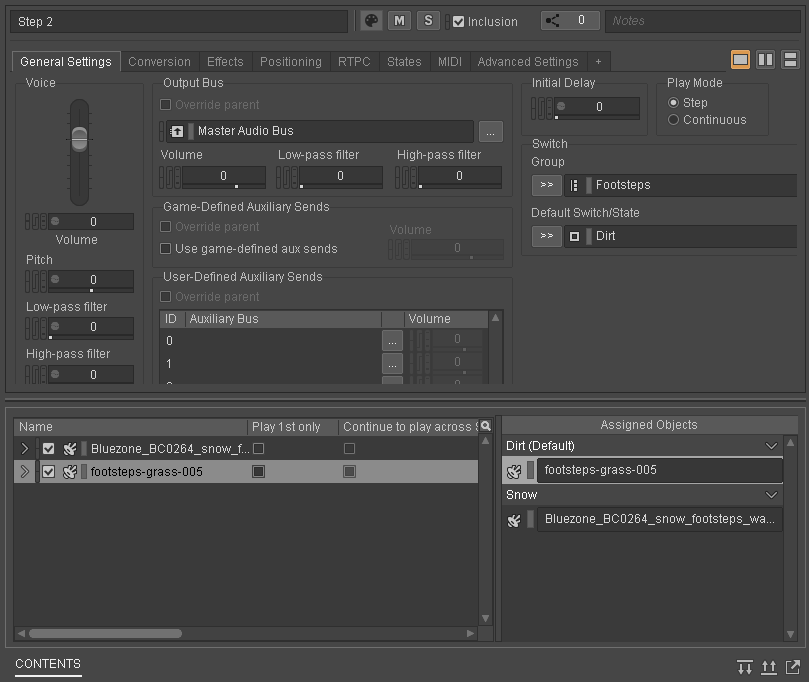 Step 2
M
S
Inclusion
0
Notes
General Settings
Conversion
Effects
Positioning
RTPC
States
MIDI
Advanced Settings
+
Voice
0
Volume
Pitch
0
Low-pass filter
0
High-pass filter
0
Output Bus
Override parent
Master Audio Bus
...
Volume
Low-pass filter
High-pass filter
0
0
0
Game-Defined Auxiliary Sends
Override parent
Use game-defined aux sends
Volume
0
User-Defined Auxiliary Sends
Override parent
ID Auxiliary Bus Volume
0 ... 0
1 ... 0
Initial Delay
0
Play Mode
Step
Continuous
Switch
Group
>> Footsteps
Default Switch/State
>> Dirt
Name Play 1st only Continue to play across
Bluezone_BC0264_snow_f...
footsteps-grass-005
Assigned Objects
Dirt (Default)
footsteps-grass-005
Snow
Bluezone_BC0264_snow_footsteps_wa...
CONTENTS